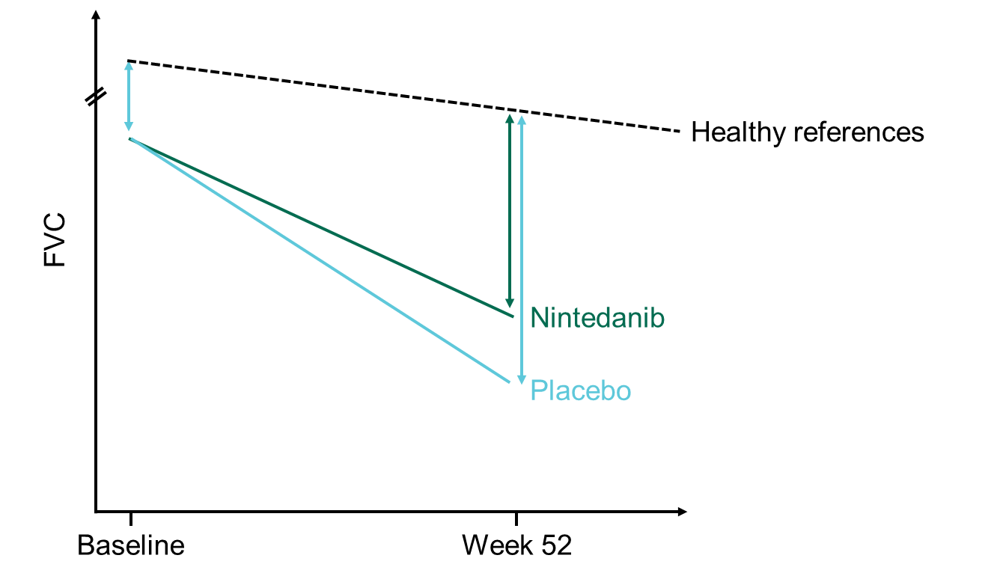 FVC
Healthy references
Nintedanib
Placebo
Baseline
Week 52